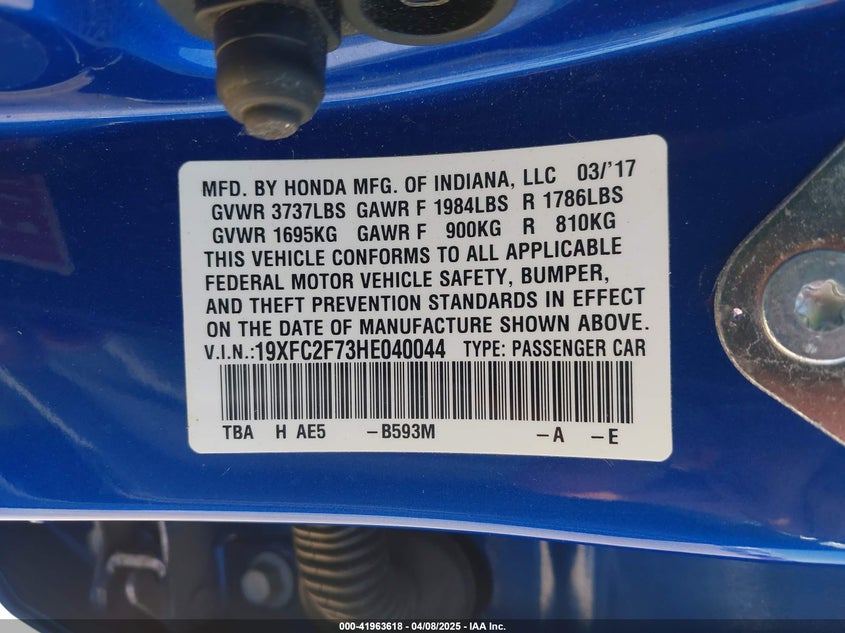 MFD. BY HONDA MFG. OF INDIANA, LLC 03/'17
GVWR 3737LBS GAWR F 1984LBS R 1786LBS
GVWR 1695KG GAWR F 900KG R 810KG
THIS VEHICLE CONFORMS TO ALL APPLICABLE
FEDERAL MOTOR VEHICLE SAFETY, BUMPER,
AND THEFT PREVENTION STANDARDS IN EFFECT
ON THE DATE OF MANUFACTURE SHOWN ABOVE.
V.I.N.:19XFC2F73HE040044 TYPE: PASSENGER CAR
TBA H AE5 -B593M -A -E
000-41963618 - 04/08/2025 - IAA Inc.